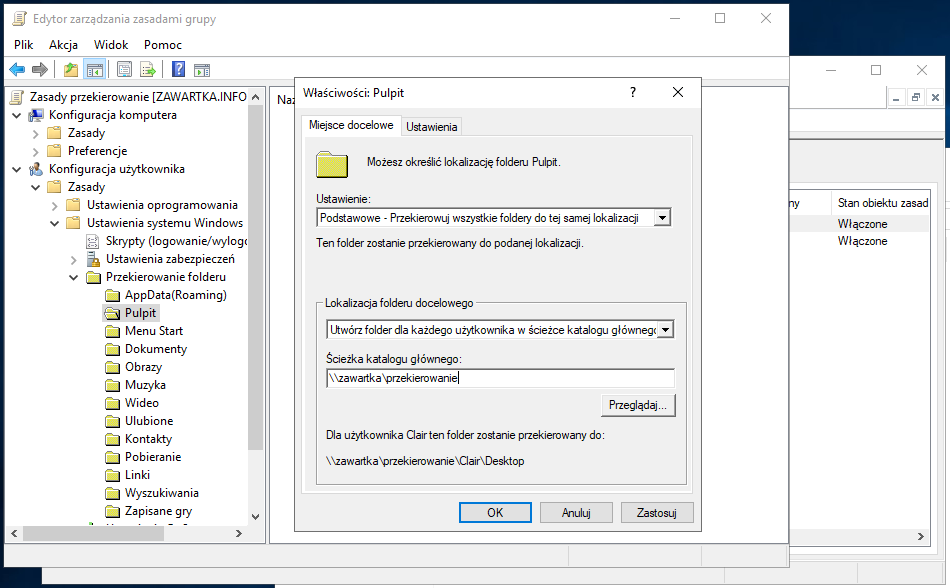 Edytor zarządzania zasadami grupy
Plik Akcja Widok Pomoc
Zasady przekierowanie [ZAWARTKA.INFO
Konfiguracja komputera
Zasady
Preferencje
Konfiguracja użytkownika
Zasady
Ustawienia oprogramowania
Ustawienia systemu Windows
Skrypty (logowanie/wylogo
Ustawienia zabezpieczeń
Przekierowanie folderu
AppData(Roaming)
Pulpit
Menu Start
Dokumenty
Obrazy
Muzyka
Wideo
Ulubione
Kontakty
Pobieranie
Linki
Wyszukiwania
Zapisane gry
Naz
Właściwości: Pulpit
?
Miejsce docelowe Ustawienia
Możesz określić lokalizację folderu Pulpit.
Ustawienie:
Podstawowe - Przekierowuj wszystkie foldery do tej samej lokalizacji
Ten folder zostanie przekierowany do podanej lokalizacji.
Lokalizacja folderu docelowego
Utwórz folder dla każdego użytkownika w ścieżce katalogu głównego
Ścieżka katalogu głównego:
\\zawartka\przekierowanie
Przeglądaj...
Dla użytkownika Clair ten folder zostanie przekierowany do:
\\zawartka\przekierowanie\Clair\Desktop
OK Anuluj Zastosuj
ny Stan obiektu zasad
Włączone
Włączone